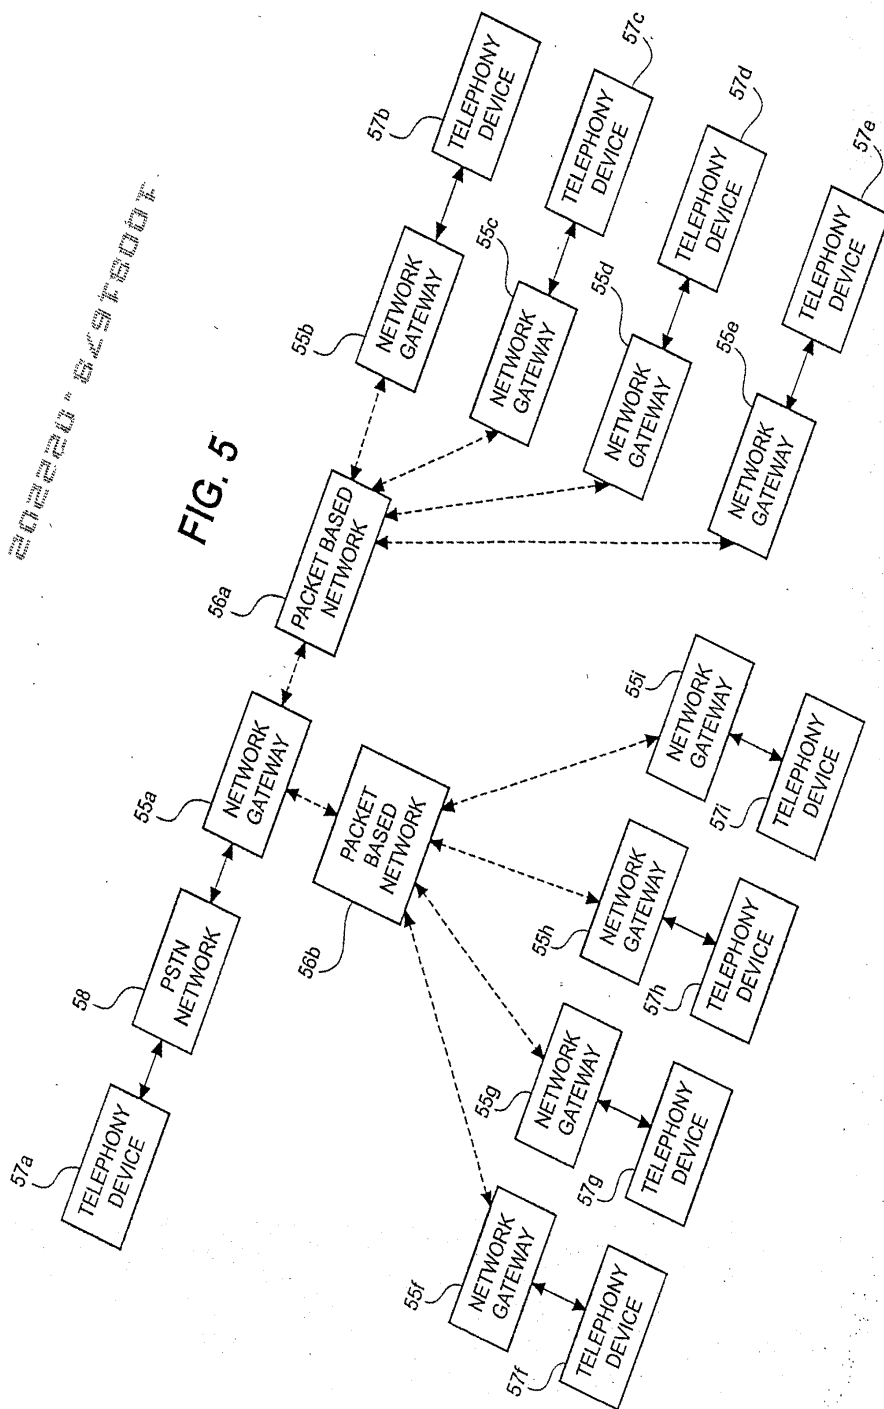 10081678.022202
FIG. 5
57a
TELEPHONY
DEVICE
58
PSTN
NETWORK
55a
NETWORK
GATEWAY
56a
PACKET BASED
NETWORK
55b
NETWORK
GATEWAY
57b
TELEPHONY
DEVICE
55c
NETWORK
GATEWAY
57c
TELEPHONY
DEVICE
55d
NETWORK
GATEWAY
57d
TELEPHONY
DEVICE
55e
NETWORK
GATEWAY
57e
TELEPHONY
DEVICE
56b
PACKET
BASED
NETWORK
55f
NETWORK
GATEWAY
57f
TELEPHONY
DEVICE
55g
NETWORK
GATEWAY
57g
TELEPHONY
DEVICE
55h
NETWORK
GATEWAY
57h
TELEPHONY
DEVICE
55i
NETWORK
GATEWAY
57i
TELEPHONY
DEVICE